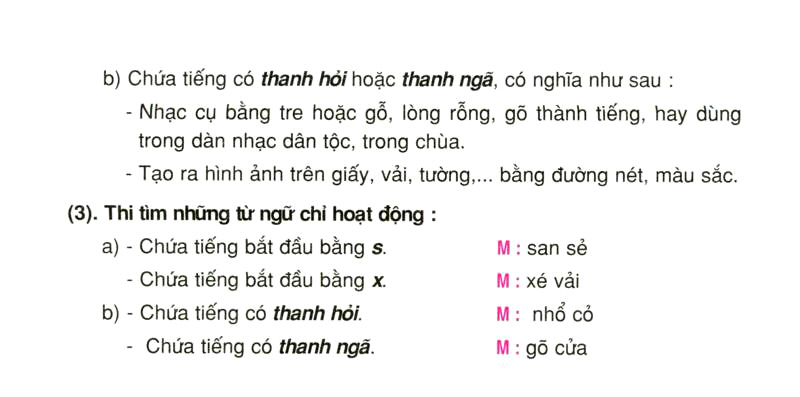 b) Chứa tiếng có thanh hỏi hoặc thanh ngã, có nghĩa như sau :
- Nhạc cụ bằng tre hoặc gỗ, lòng rỗng, gõ thành tiếng, hay dùng
trong dàn nhạc dân tộc, trong chùa.
- Tạo ra hình ảnh trên giấy, vải, tường,... bằng đường nét, màu sắc.
(3). Thi tìm những từ ngữ chỉ hoạt động :
a) - Chứa tiếng bắt đầu bằng s. M : san sẻ
- Chứa tiếng bắt đầu bằng x. M : xé vải
b) - Chứa tiếng có thanh hỏi. M : nhổ cỏ
- Chứa tiếng có thanh ngã. M : gõ cửa